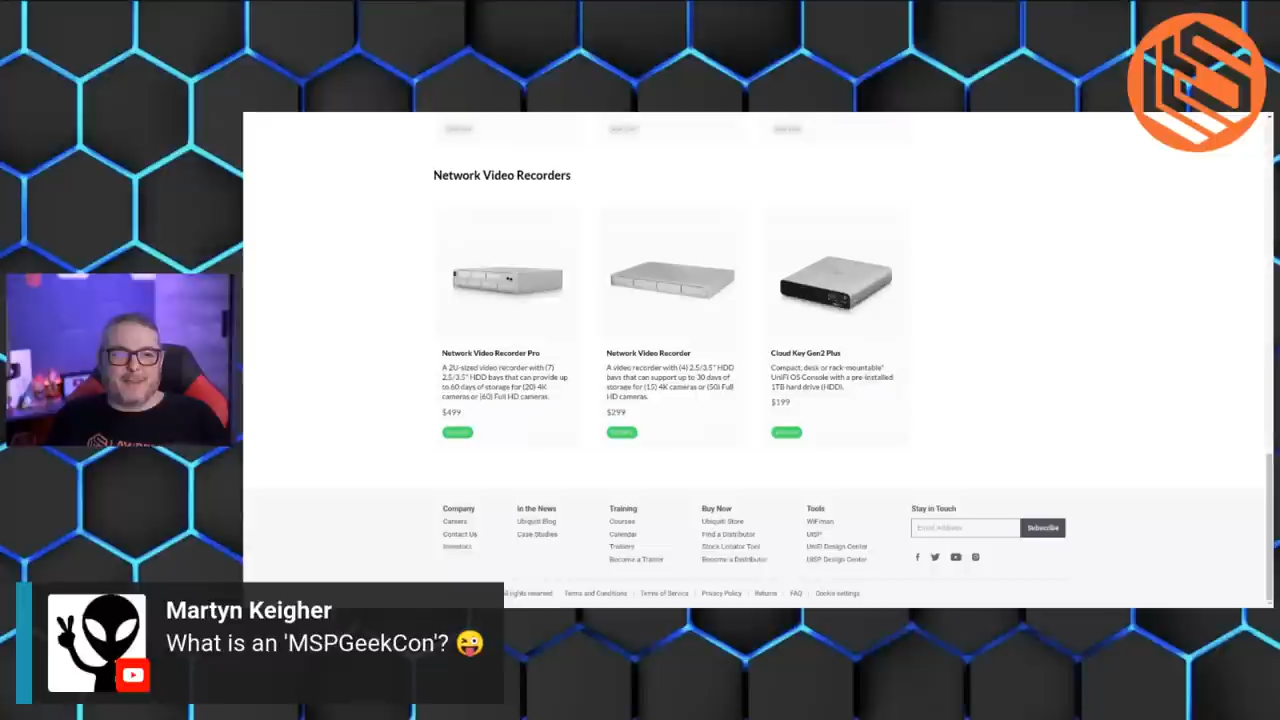 Network Video Recorders
Network Video Recorder Pro
A 2U-sized video recorder with (7)
2.5/3.5" HDD bays that can provide up
to 60 days of storage for (20) 4K
cameras or (60) Full HD cameras.
$499
Network Video Recorder
A video recorder with (4) 2.5/3.5" HDD
bays that can support up to 30 days of
storage for (15) 4K cameras or (50) Full
HD cameras.
$299
Cloud Key Gen2 Plus
Compact, desk or rack-mountable*
UniFi OS Console with a pre-installed
1TB hard drive (HDD).
$199
Company
Careers
Contact Us
Investors
In the News
Ubiquiti Blog
Case Studies
Training
Courses
Calendar
Trainers
Become a Trainer
Buy Now
Ubiquiti Store
Find a Distributor
Stock Locator Tool
Become a Distributor
Tools
WiFiman
UISP
UniFi Design Center
UISP Design Center
Stay in Touch
Email Address
Subscribe
All rights reserved
Terms and Conditions
Terms of Service
Privacy Policy
Returns
FAQ
Cookie settings
Martyn Keigher
What is an 'MSPGeekCon'? 😜